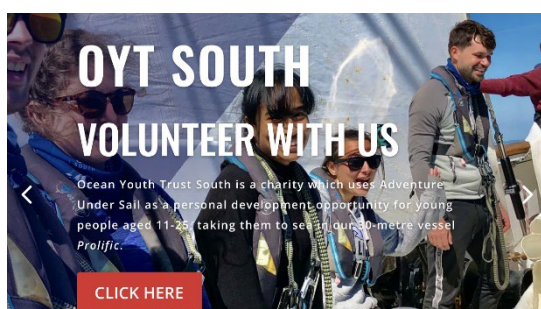 OYT SOUTH
VOLUNTEER WITH US
Ocean Youth Trust South is a charity which uses Adventure
Under Sail as a personal development opportunity for young
people aged 11-25, taking them to sea in our 30-metre vessel
Prolific.
CLICK HERE